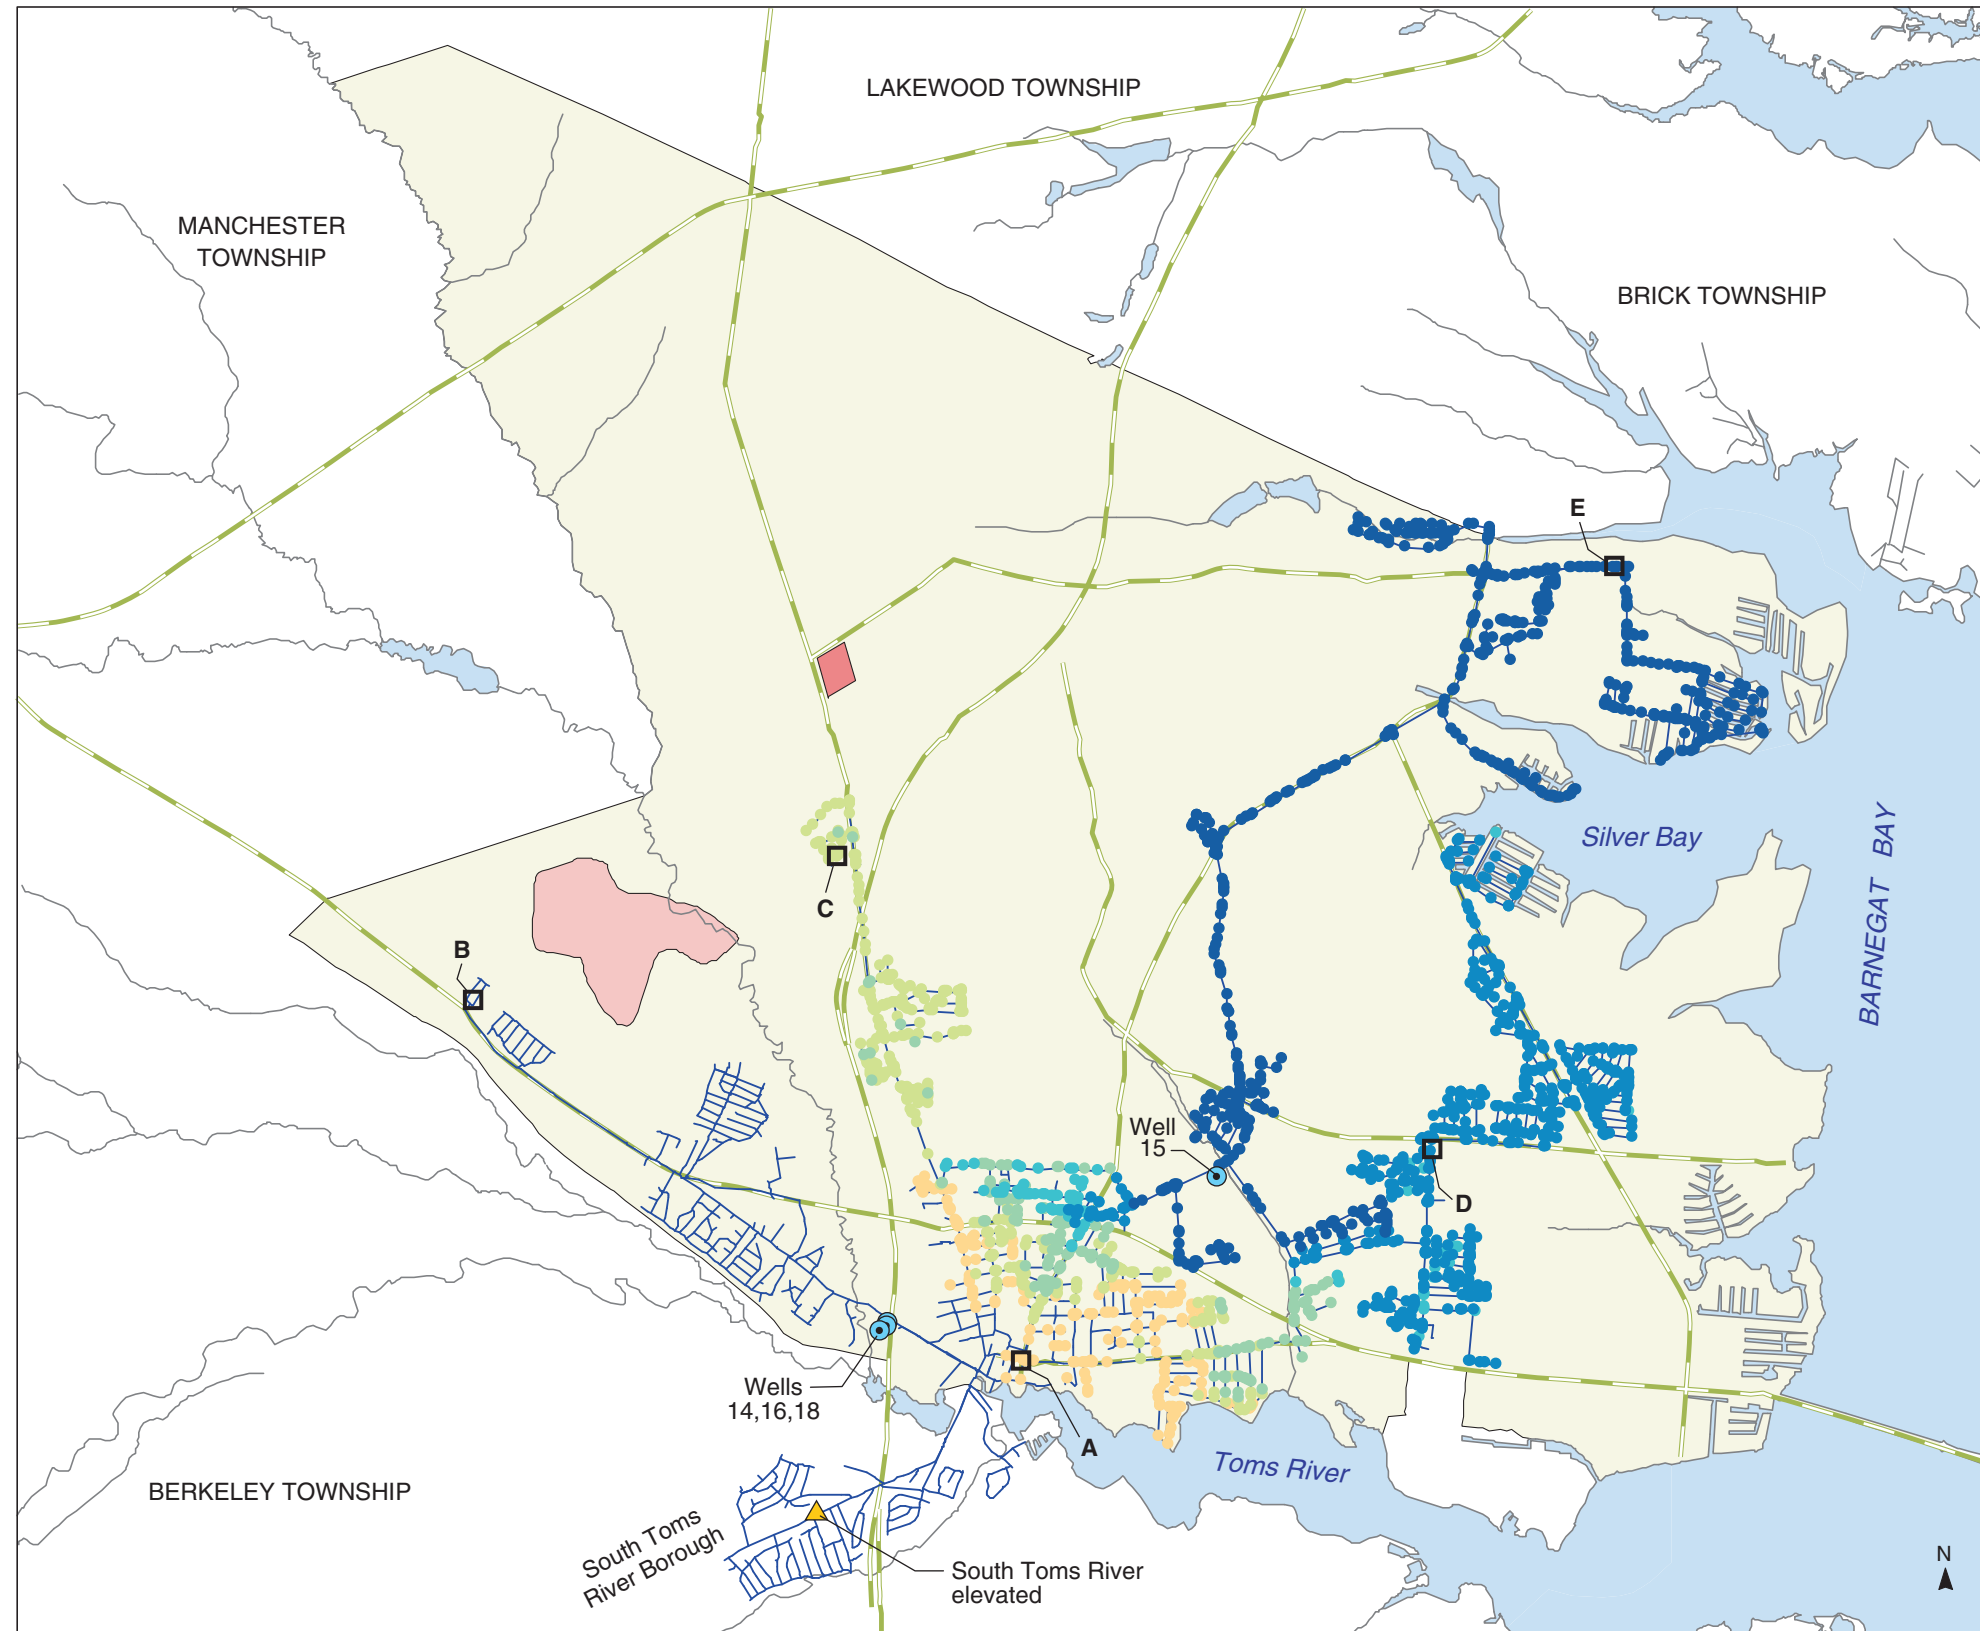 LAKEWOOD TOWNSHIP
MANCHESTER
TOWNSHIP
BRICK TOWNSHIP
E
Silver Bay
BARNEGAT BAY
C
B
Well
15
D
Wells
14,16,18
A
Toms River
BERKELEY TOWNSHIP
South Toms
River Borough
South Toms River
elevated
N